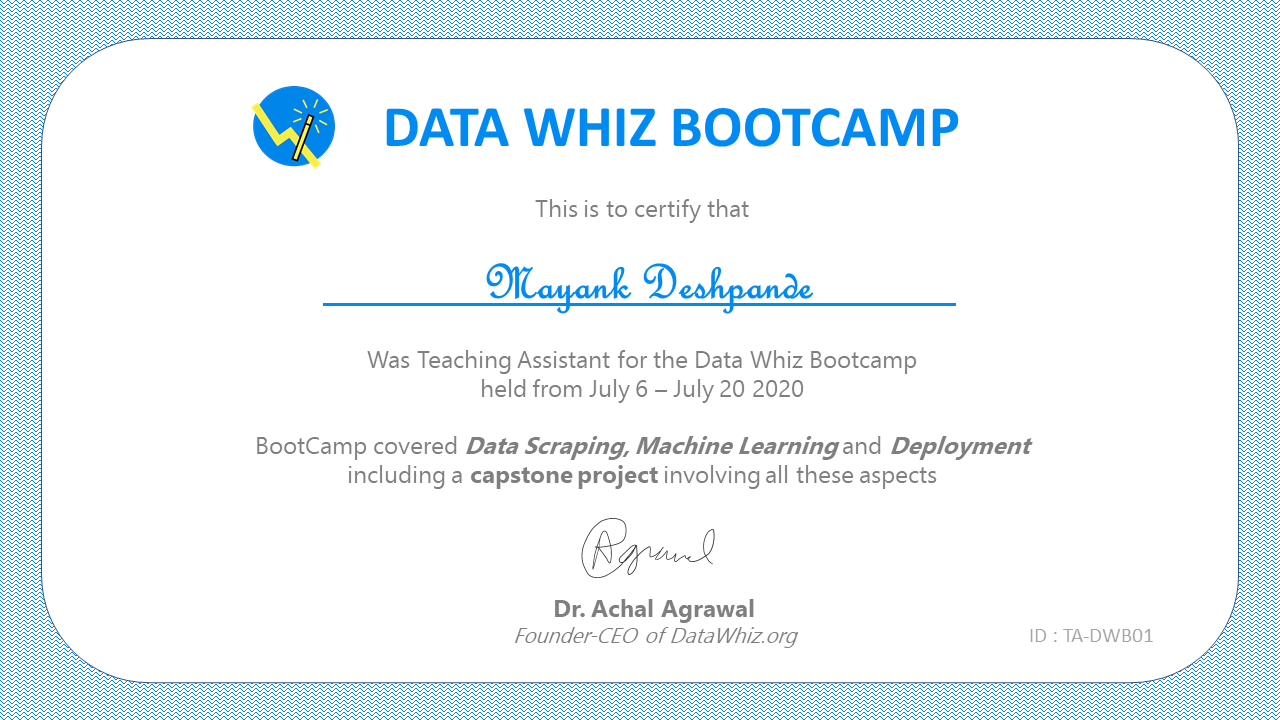 DATA WHIZ BOOTCAMP
This is to certify that
Mayank Deshpande
Was Teaching Assistant for the Data Whiz Bootcamp
held from July 6 – July 20 2020
BootCamp covered Data Scraping, Machine Learning and Deployment
including a capstone project involving all these aspects
Agrawal
Dr. Achal Agrawal
Founder-CEO of DataWhiz.org
ID : TA-DWB01